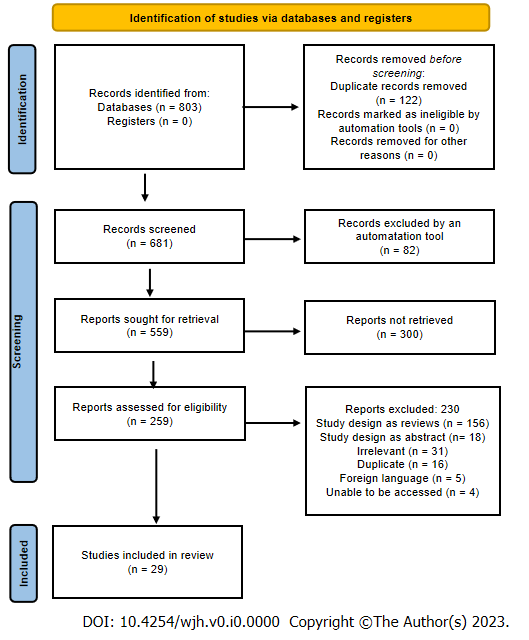 Identification of studies via databases and registers
Identification
Records identified from:
Databases (n = 803)
Registers (n = 0)
Records removed before
screening:
Duplicate records removed
(n = 122)
Records marked as ineligible by
automation tools (n = 0)
Records removed for other
reasons (n = 0)
Screening
Records screened
(n = 681)
Records excluded by an
automatation tool
(n = 82)
Reports sought for retrieval
(n = 559)
Reports not retrieved
(n = 300)
Reports assessed for eligibility
(n = 259)
Reports excluded: 230
Study design as reviews (n = 156)
Study design as abstract (n= 18)
Irrelevant (n = 31)
Duplicate (n = 16)
Foreign language (n = 5)
Unable to be accessed (n = 4)
Included
Studies included in review
(n = 29)
DOI: 10.4254/wjh.v0.i0.0000 Copyright ©The Author(s) 2023.